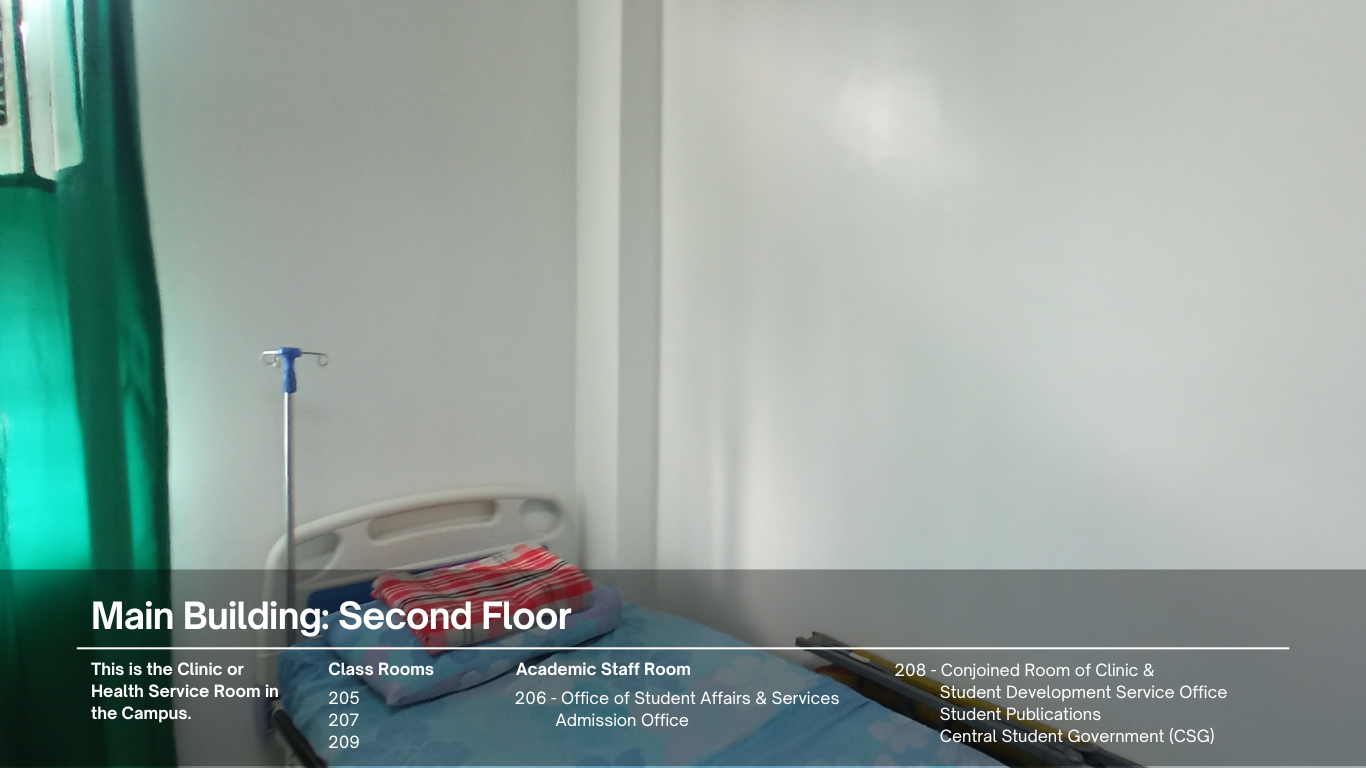 Main Building: Second Floor
This is the Clinic or
Health Service Room in
the Campus.
Class Rooms
205
207
209
Academic Staff Room
206 - Office of Student Affairs & Services
Admission Office
208 - Conjoined Room of Clinic &
Student Development Service Office
Student Publications
Central Student Government (CSG)